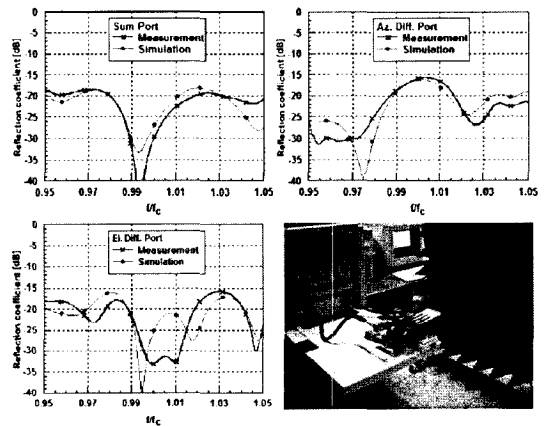 Sum Port
Measurement
Simulation
Reflection coefficient [dB]
0
-5
-10
-15
-20
-25
-30
-35
-40
0.95 0.97 0.99 1.01 1.03 1.05
f/fc
Az. Diff. Port
Measurement
Simulation
Reflection coefficient [dB]
0
-5
-10
-15
-20
-25
-30
-35
-40
0.95 0.97 0.99 1.01 1.03 1.05
f/fc
El. Diff. Port
Measurement
Simulation
Reflection coefficient [dB]
0
-5
-10
-15
-20
-25
-30
-35
-40
0.95 0.97 0.99 1.01 1.03 1.05
f/fc